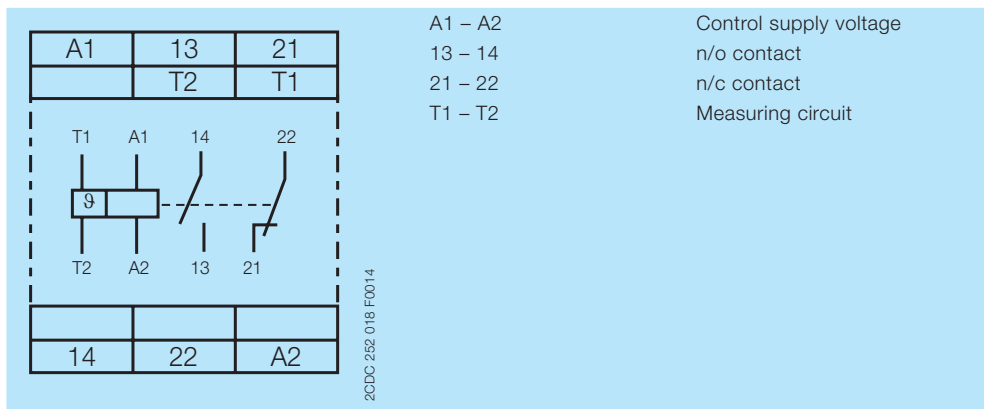 A1 13 21
T2 T1
T1 A1 14 22
ϑ
T2 A2 13 21
14 22 A2
2CDC 252 018 F0014
A1 – A2 Control supply voltage
13 – 14 n/o contact
21 – 22 n/c contact
T1 – T2 Measuring circuit